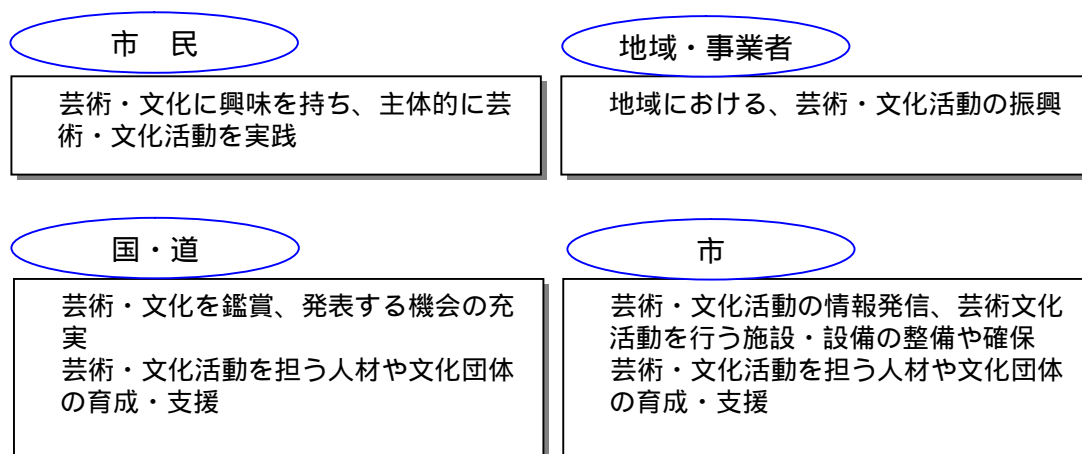 市　民
芸術・文化に興味を持ち、主体的に芸
術・文化活動を実践
地域・事業者
地域における、芸術・文化活動の振興
国・道
芸術・文化を鑑賞、発表する機会の充
実
芸術・文化活動を担う人材や文化団体
の育成・支援
市
芸術・文化活動の情報発信、芸術文化
活動を行う施設・設備の整備や確保
芸術・文化活動を担う人材や文化団体
の育成・支援